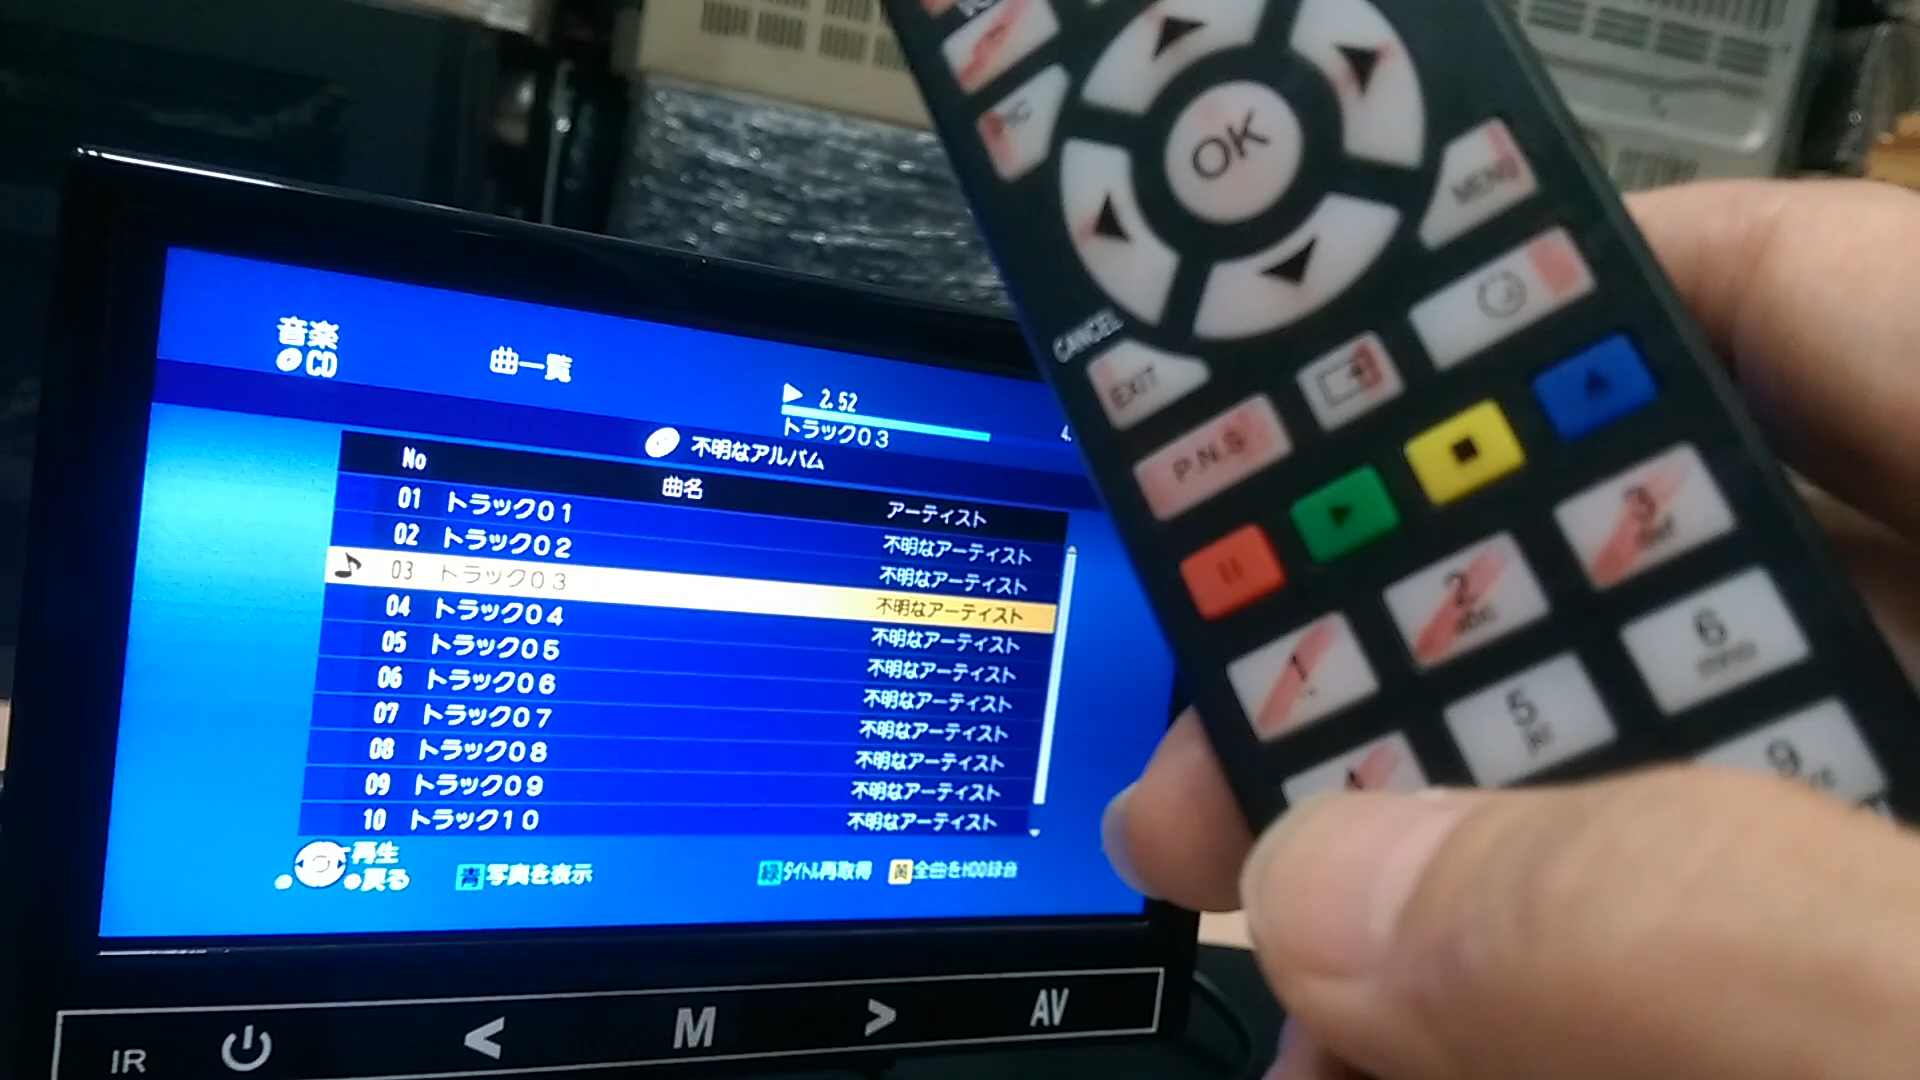 音楽
CD
曲一覧
2.52
トラック03
4.
不明なアルバム
No 曲名 アーティスト
01 トラック01 不明なアーティスト
02 トラック02 不明なアーティスト
03 トラック03 不明なアーティスト
04 トラック04 不明なアーティスト
05 トラック05 不明なアーティスト
06 トラック06 不明なアーティスト
07 トラック07 不明なアーティスト
08 トラック08 不明なアーティスト
09 トラック09 不明なアーティスト
10 トラック10 不明なアーティスト
再生
戻る
青 写真を表示
緑 タイトル再取得
黄 全曲をHDD録音
IR < M > AV
OK
MENU
CANCEL
EXIT
P.N.S
1
2 abc
3
4
5
6 mno
9